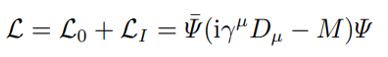 ℒ = ℒ₀ + ℒ_I = Ψ̄(iγ^μ D_μ − M)Ψ